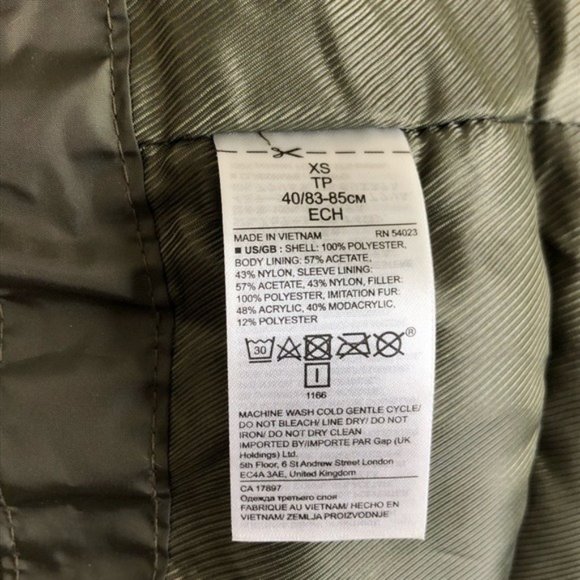 XS
TP
40/83-85см
ECH
MADE IN VIETNAM RN 54023
■ US/GB : SHELL: 100% POLYESTER,
BODY LINING: 57% ACETATE,
43% NYLON, SLEEVE LINING:
57% ACETATE, 43% NYLON, FILLER:
100% POLYESTER, IMITATION FUR:
48% ACRYLIC, 40% MODACRYLIC,
12% POLYESTER
30 ®
I
1166
MACHINE WASH COLD GENTLE CYCLE/
DO NOT BLEACH/ LINE DRY/ DO NOT
IRON/ DO NOT DRY CLEAN
IMPORTED BY/IMPORTE PAR Gap (UK
Holdings) Ltd.
5th Floor, 6 St Andrew Street London
EC4A 3AE, United Kingdom
CA 17897
Одежда третьего слоя
FABRIQUE AU VIETNAM/ HECHO EN
VIETNAM/ ZEMLJA PROIZVODNJE